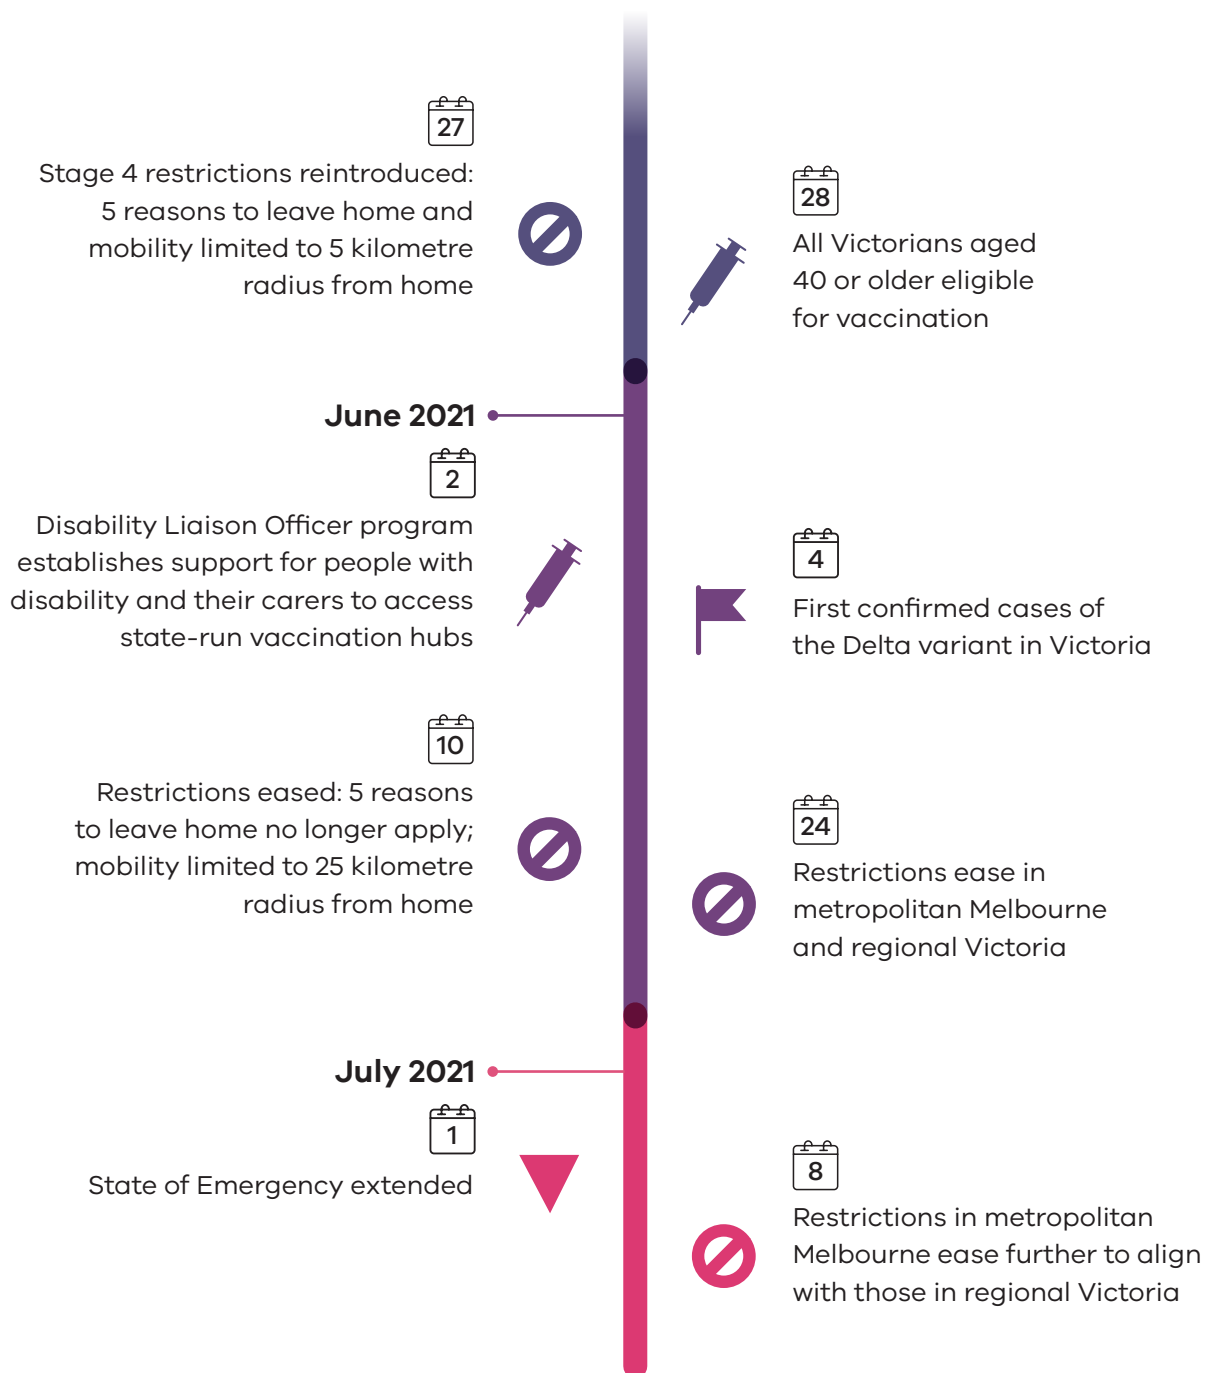 27
Stage 4 restrictions reintroduced:
5 reasons to leave home and
mobility limited to 5 kilometre
radius from home
28
All Victorians aged
40 or older eligible
for vaccination
June 2021
2
Disability Liaison Officer program
establishes support for people with
disability and their carers to access
state-run vaccination hubs
4
First confirmed cases of
the Delta variant in Victoria
10
Restrictions eased: 5 reasons
to leave home no longer apply;
mobility limited to 25 kilometre
radius from home
24
Restrictions ease in
metropolitan Melbourne
and regional Victoria
July 2021
1
State of Emergency extended
8
Restrictions in metropolitan
Melbourne ease further to align
with those in regional Victoria